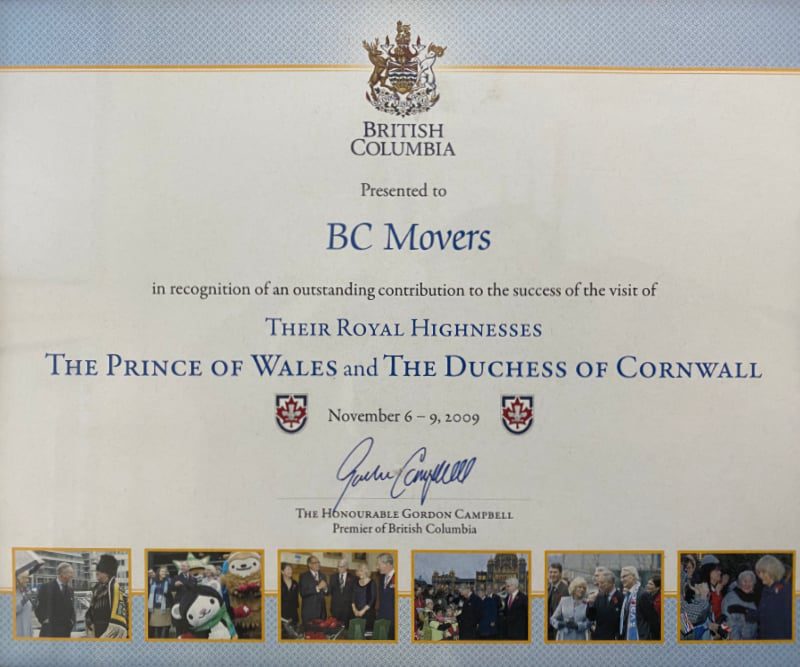 BRITISH
COLUMBIA
Presented to
BC Movers
in recognition of an outstanding contribution to the success of the visit of
THEIR ROYAL HIGHNESSES
THE PRINCE OF WALES and THE DUCHESS OF CORNWALL
November 6 – 9, 2009
Gordon Campbell
THE HONOURABLE GORDON CAMPBELL
Premier of British Columbia